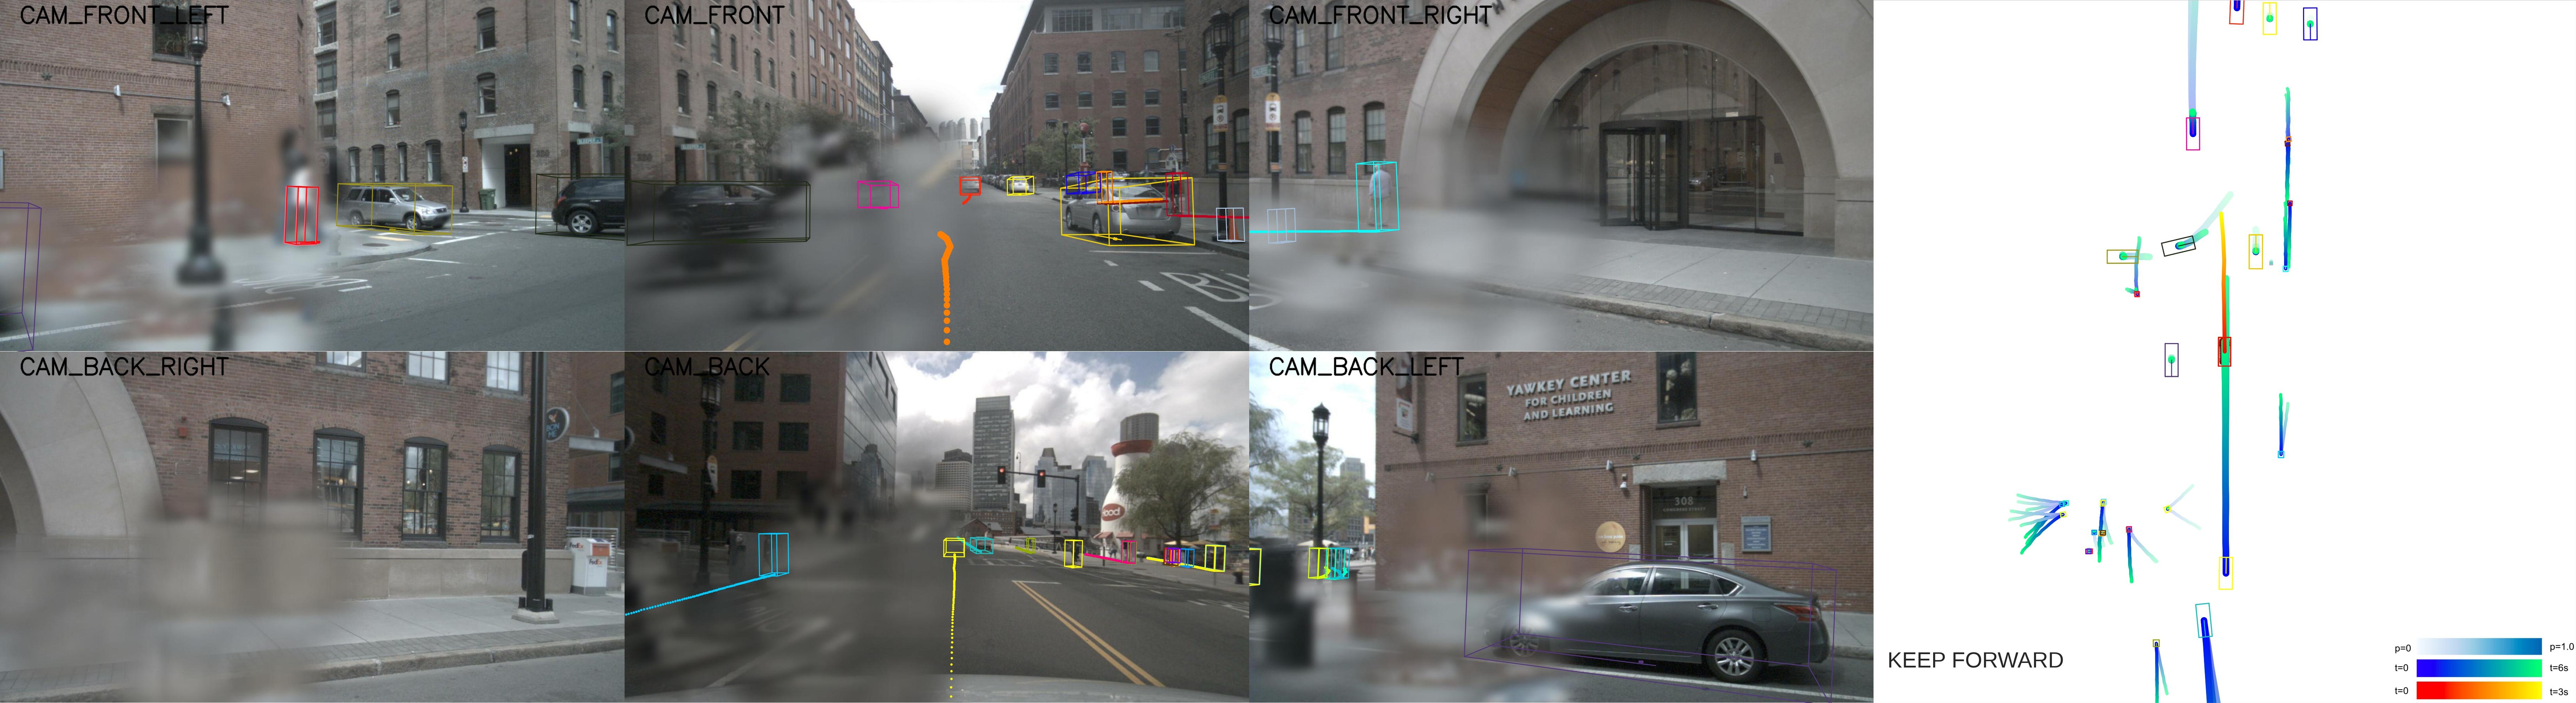 CAM_FRONT_LEFT
CAM_FRONT
CAM_FRONT_RIGHT
CAM_BACK_RIGHT
CAM_BACK
CAM_BACK_LEFT
YAWKEY CENTER
FOR CHILDREN
AND LEARNING
308
KEEP FORWARD
p=0
p=1.0
t=0
t=6s
t=0
t=3s